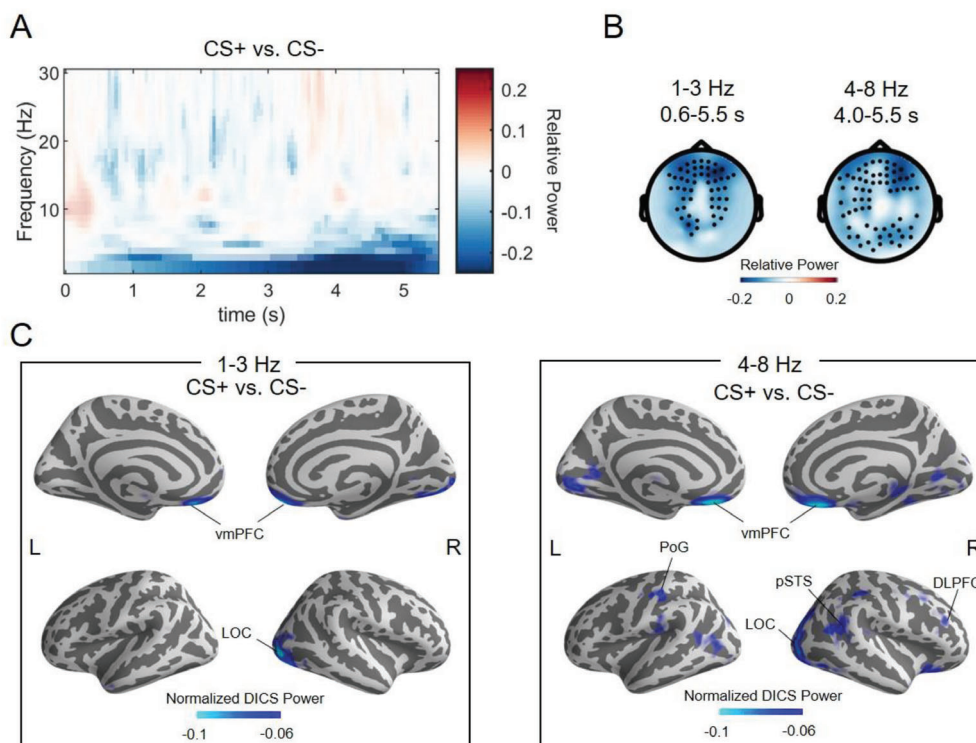 A
CS+ vs. CS-
30
20
10
Frequency (Hz)
0 1 2 3 4 5
time (s)
0.2
0.1
0
-0.1
-0.2
Relative Power
B
1-3 Hz
0.6-5.5 s
4-8 Hz
4.0-5.5 s
Relative Power
-0.2 0 0.2
C
1-3 Hz
CS+ vs. CS-
vmPFC
L R
LOC
Normalized DICS Power
-0.1 -0.06
4-8 Hz
CS+ vs. CS-
vmPFC
L R
PoG
pSTS
DLPFC
LOC
Normalized DICS Power
-0.1 -0.06